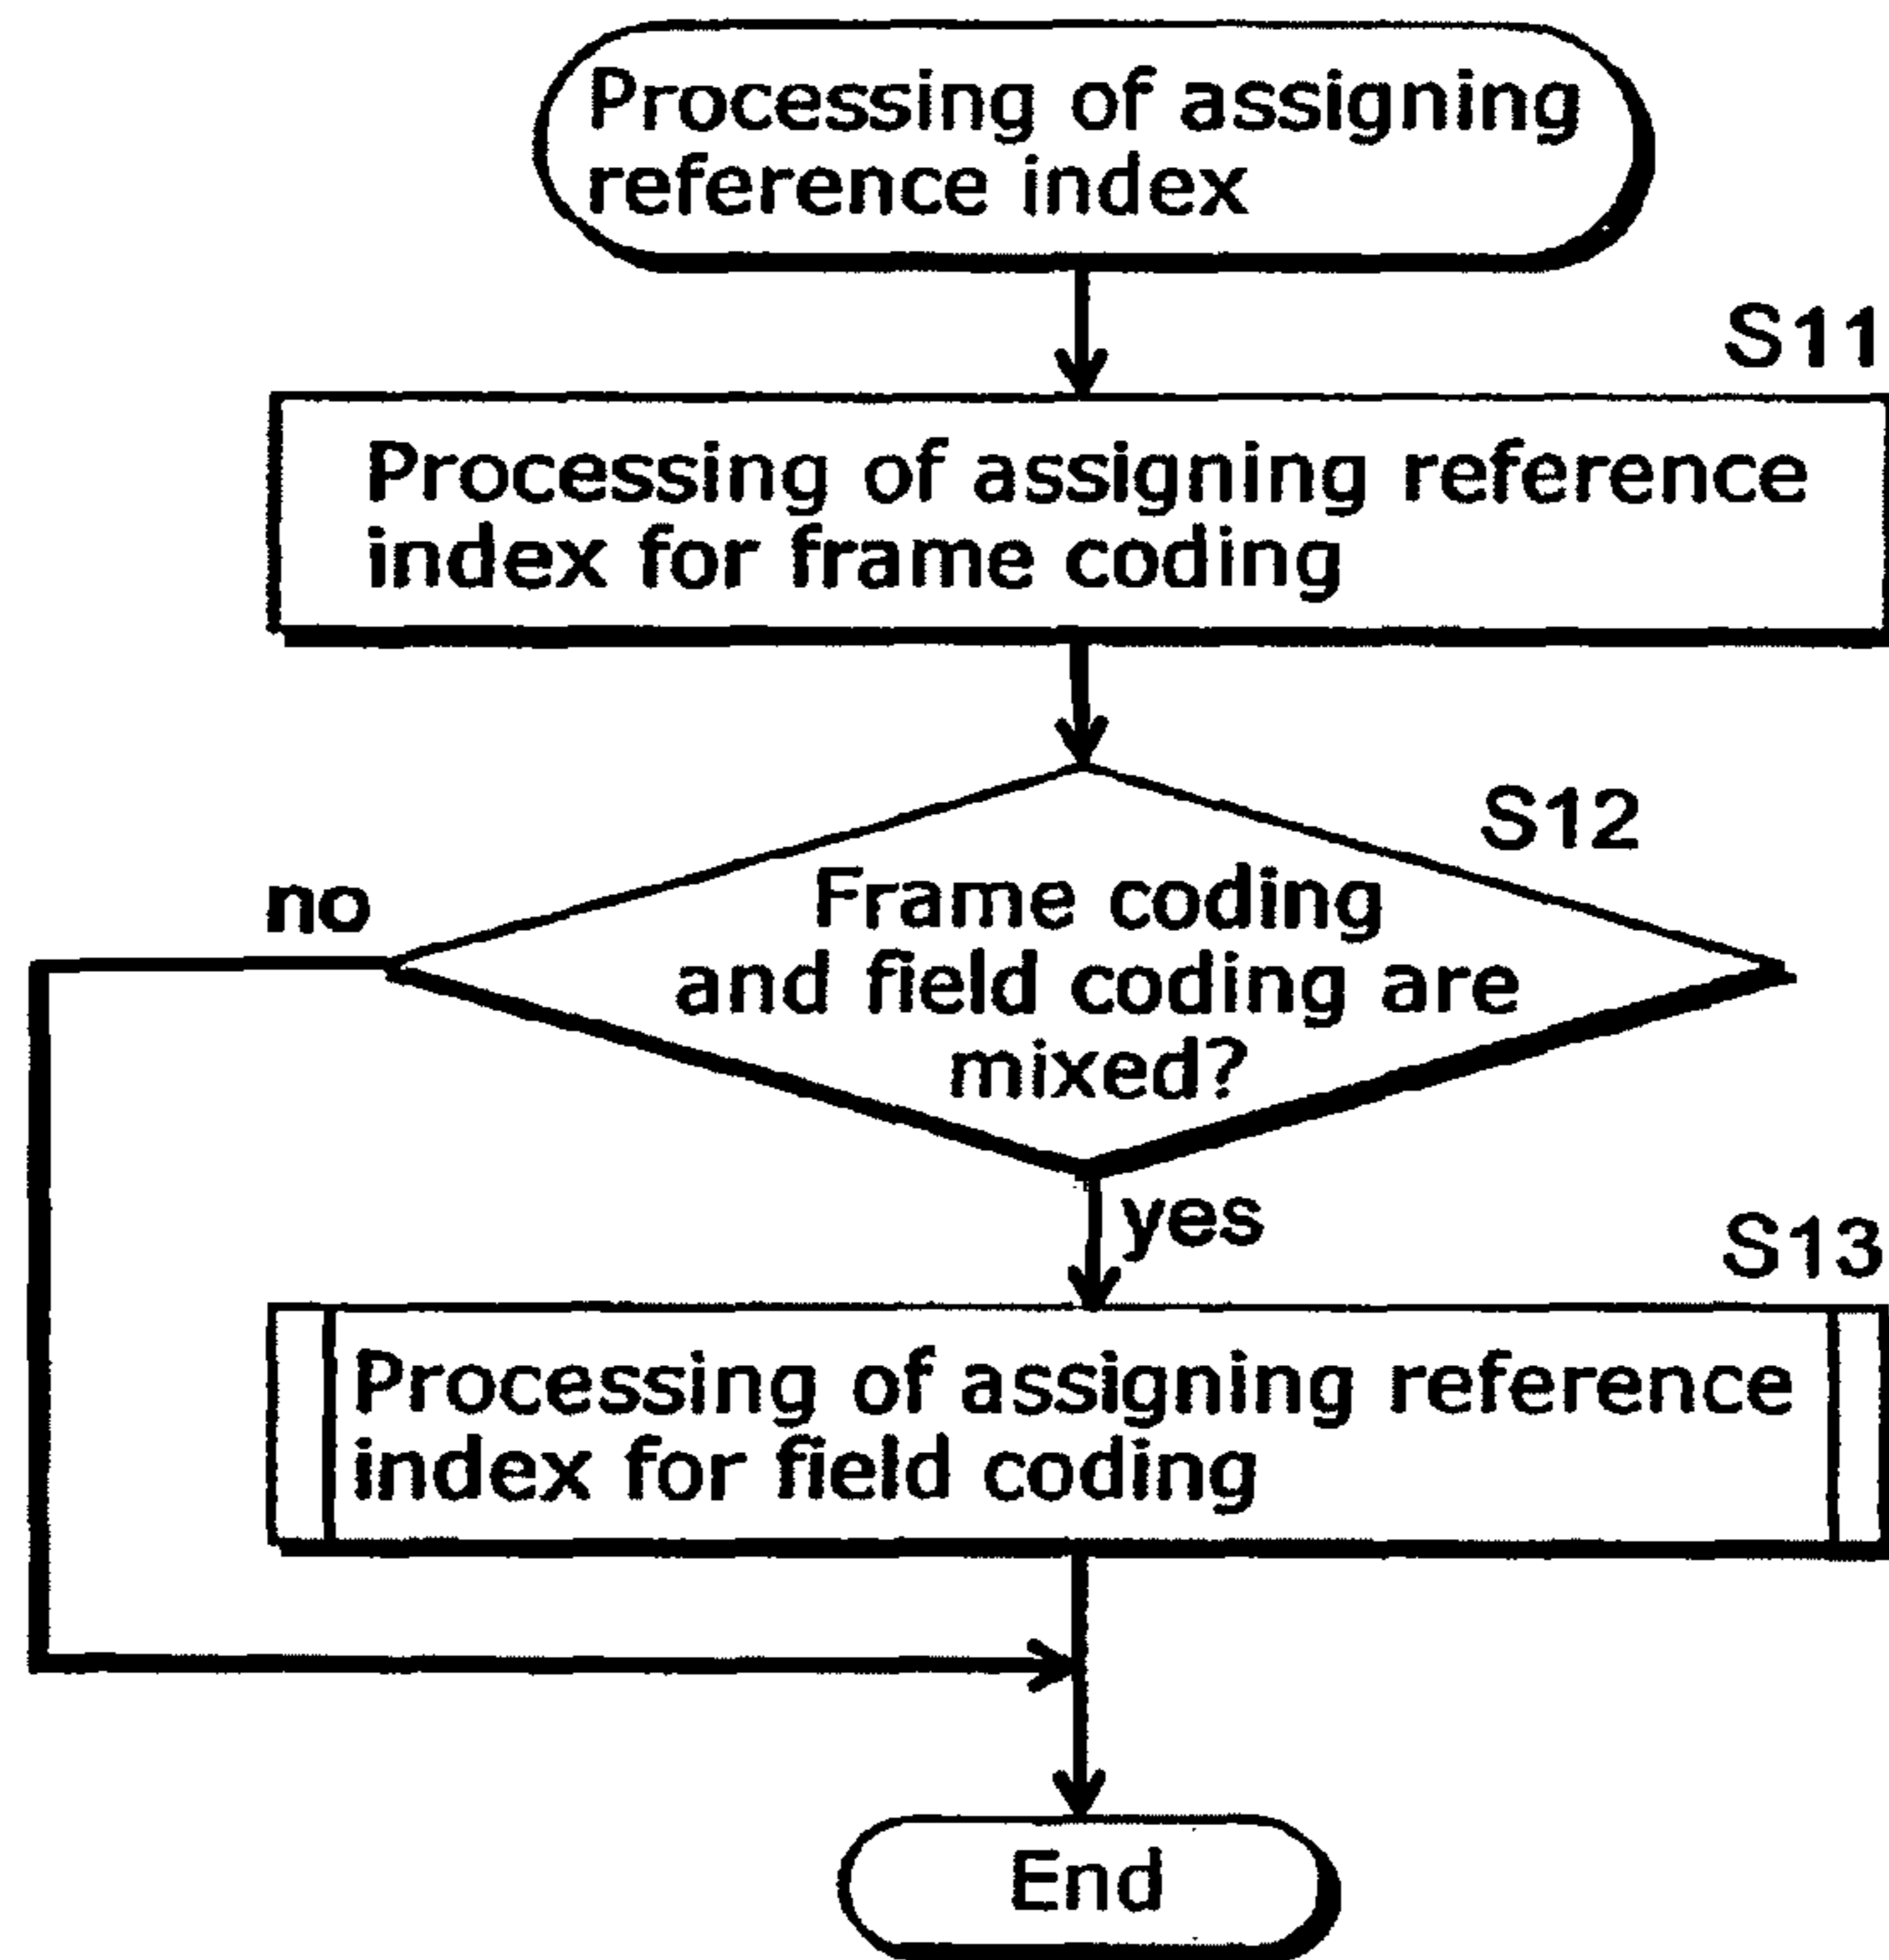 Processing of assigning
reference index
S11
Processing of assigning reference
index for frame coding
S12
Frame coding
and field coding are
mixed?
no
yes
S13
Processing of assigning reference
index for field coding
End